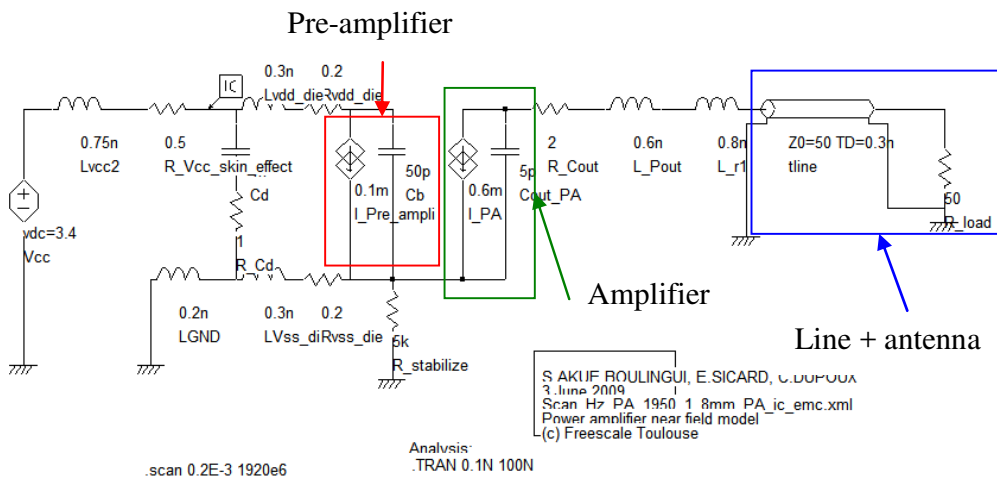 Pre-amplifier
IC
0.3n 0.2
Lvdd_die Rvdd_die
0.75n 0.5
Lvcc2 R_Vcc_skin_effect
Cd
50p
Cb
0.1m
I_Pre_ampli
0.6m
I_PA
5p
Cout_PA
2
R_Cout
0.6n
L_Pout
0.8n
L_r1
Z0=50 TD=0.3n
tline
50
R_load
vdc=3.4
Vcc
1
R_Cd
0.2n 0.3n 0.2
LGND LVss_di Rvss_die
5k
R_stabilize
Amplifier
Line + antenna
S.AKUE BOULINGUI, E.SICARD, C.DUPOUX
3 June 2009
Scan_Hz_PA_1950_1_8mm_PA_ic_emc.xml
Power amplifier near field model
(c) Freescale Toulouse
Analysis:
.TRAN 0.1N 100N
.scan 0.2E-3 1920e6